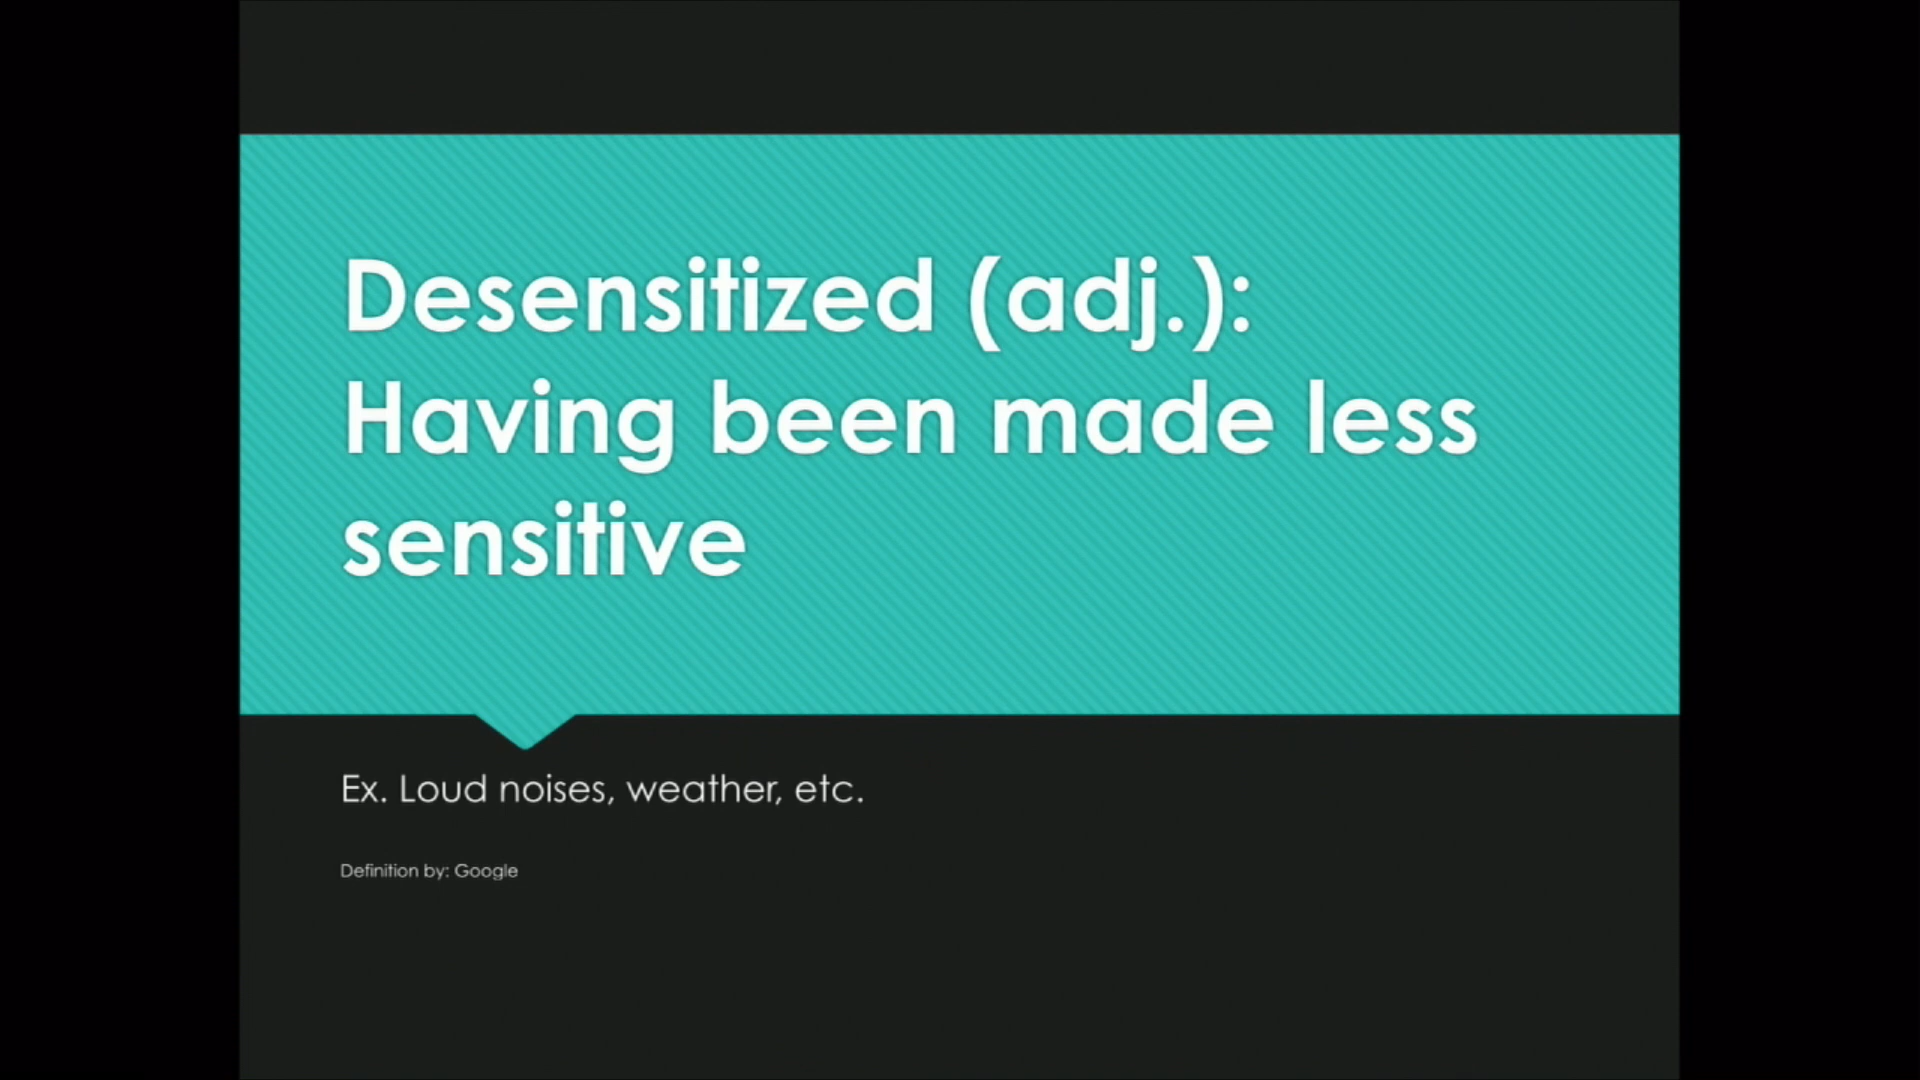 Desensitized (adj.):
Having been made less
sensitive
Ex. Loud noises, weather, etc.
Definition by: Google